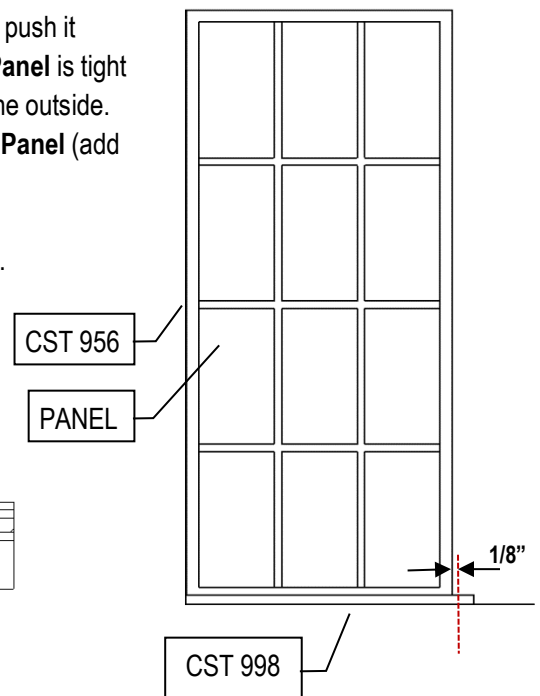 push it
Panel is tight
he outside.
Panel (add
.
CST 956
PANEL
1/8”
CST 998